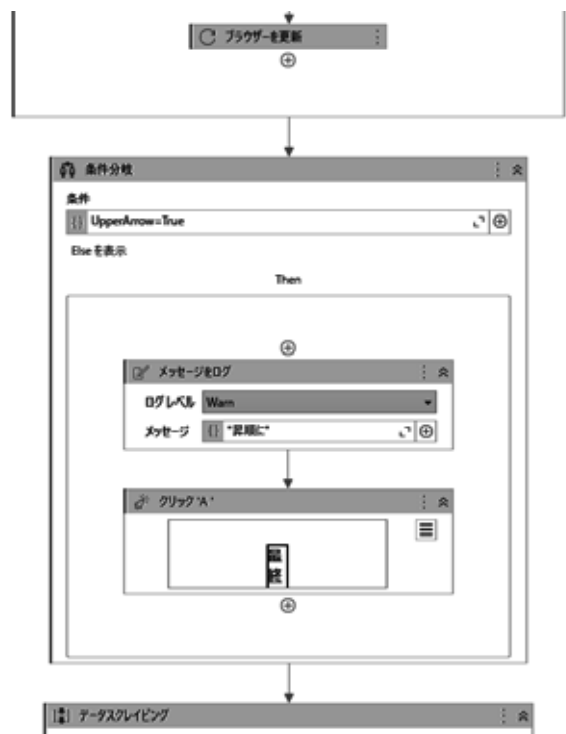 ブラウザーを更新
条件分岐
条件
UpperArrow=True
Else を表示
Then
メッセージをログ
ログレベル Warn
メッセージ "昇順に"
クリック 'A '
最
終
データスクレイピング